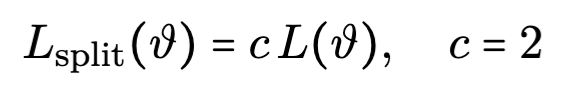 L_split(ϑ) = c L(ϑ),   c = 2